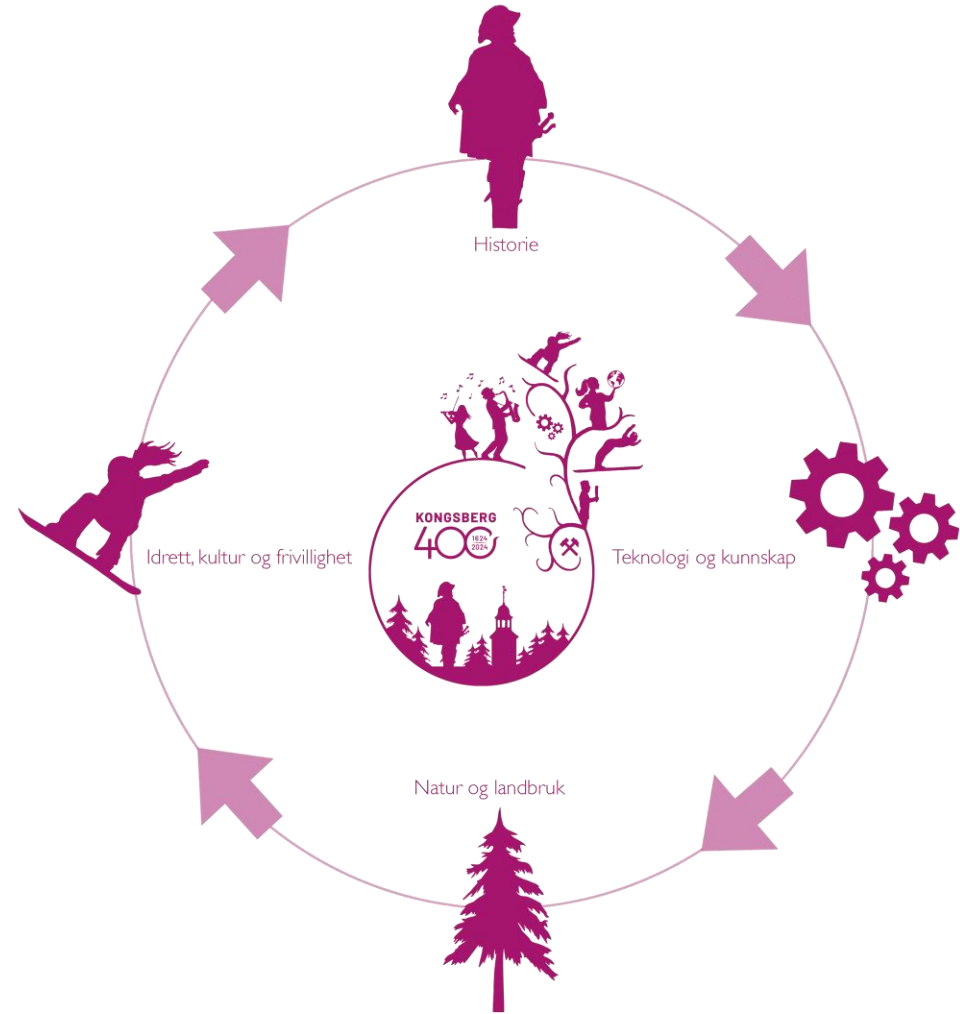 Historie
KONGSBERG
400 1624
2024
Idrett, kultur og frivillighet
Teknologi og kunnskap
Natur og landbruk